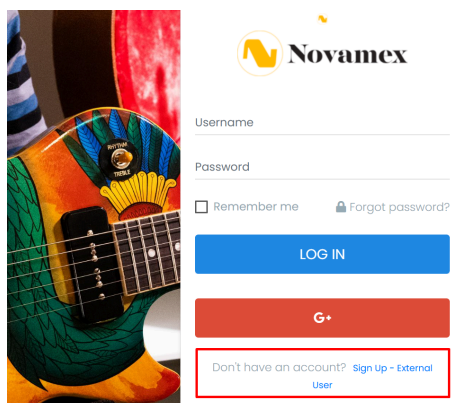 Novamex
RHYTHM
TREBLE
Username
Password
Remember me
Forgot password?
LOG IN
G+
Don't have an account? Sign Up - External
User